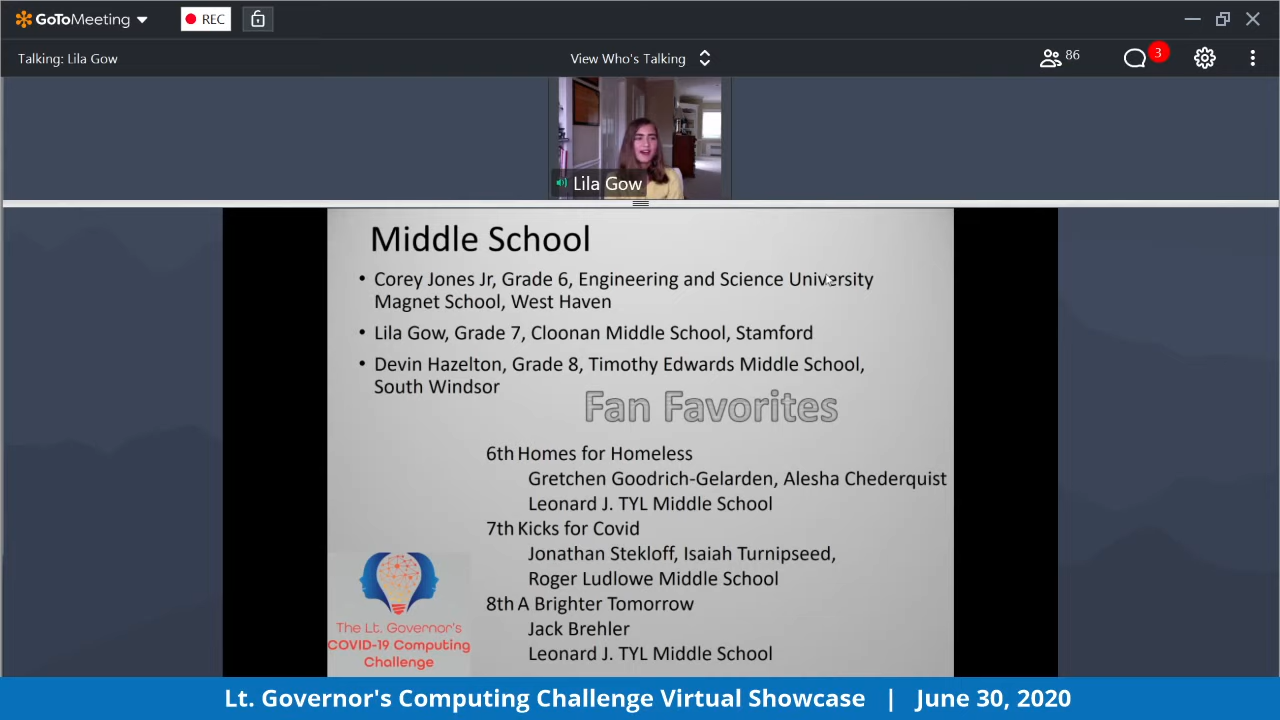 GoToMeeting
REC
Talking: Lila Gow
View Who's Talking
86
3
Lila Gow
Middle School
• Corey Jones Jr, Grade 6, Engineering and Science University
Magnet School, West Haven
• Lila Gow, Grade 7, Cloonan Middle School, Stamford
• Devin Hazelton, Grade 8, Timothy Edwards Middle School,
South Windsor
Fan Favorites
6th Homes for Homeless
Gretchen Goodrich-Gelarden, Alesha Chederquist
Leonard J. TYL Middle School
7th Kicks for Covid
Jonathan Stekloff, Isaiah Turnipseed,
Roger Ludlowe Middle School
8th A Brighter Tomorrow
Jack Brehler
Leonard J. TYL Middle School
The Lt. Governor's
COVID-19 Computing
Challenge
Lt. Governor's Computing Challenge Virtual Showcase | June 30, 2020